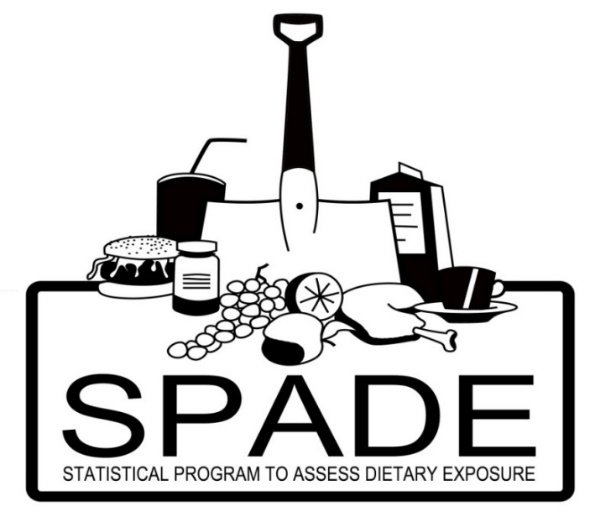 SPADE
STATISTICAL PROGRAM TO ASSESS DIETARY EXPOSURE